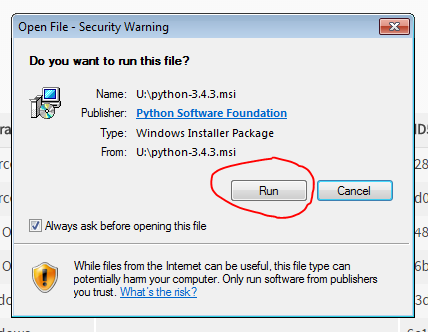 Open File - Security Warning
Do you want to run this file?
Name: U:\python-3.4.3.msi
Publisher: Python Software Foundation
Type: Windows Installer Package
From: U:\python-3.4.3.msi
Run Cancel
Always ask before opening this file
While files from the Internet can be useful, this file type can
potentially harm your computer. Only run software from publishers
you trust. What's the risk?